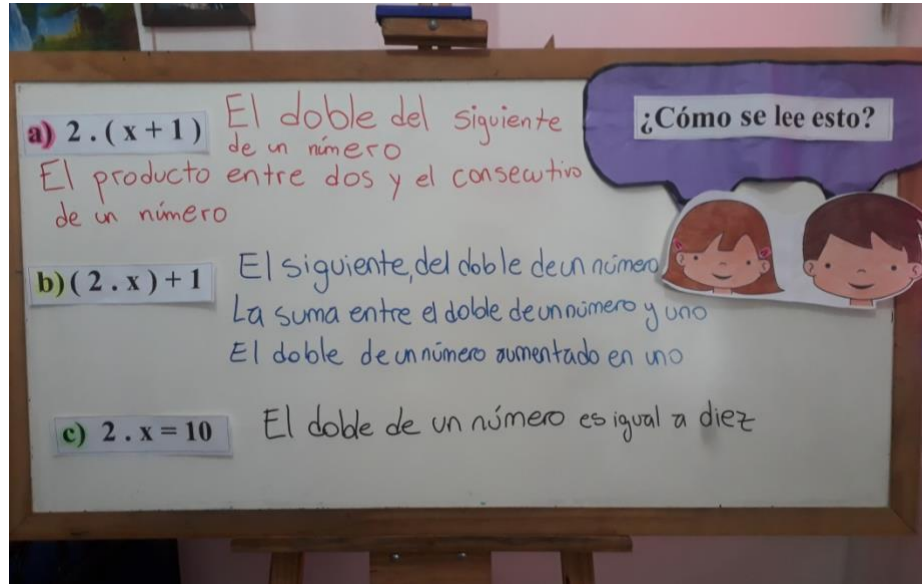 ¿Cómo se lee esto?
a) 2 . ( x + 1 ) El doble del siguiente
de un número
El producto entre dos y el consecutivo
de un número
b) ( 2 . x ) + 1 El siguiente, del doble de un número
La suma entre el doble de un número y uno
El doble de un número aumentado en uno
c) 2 . x = 10 El doble de un número es igual a diez